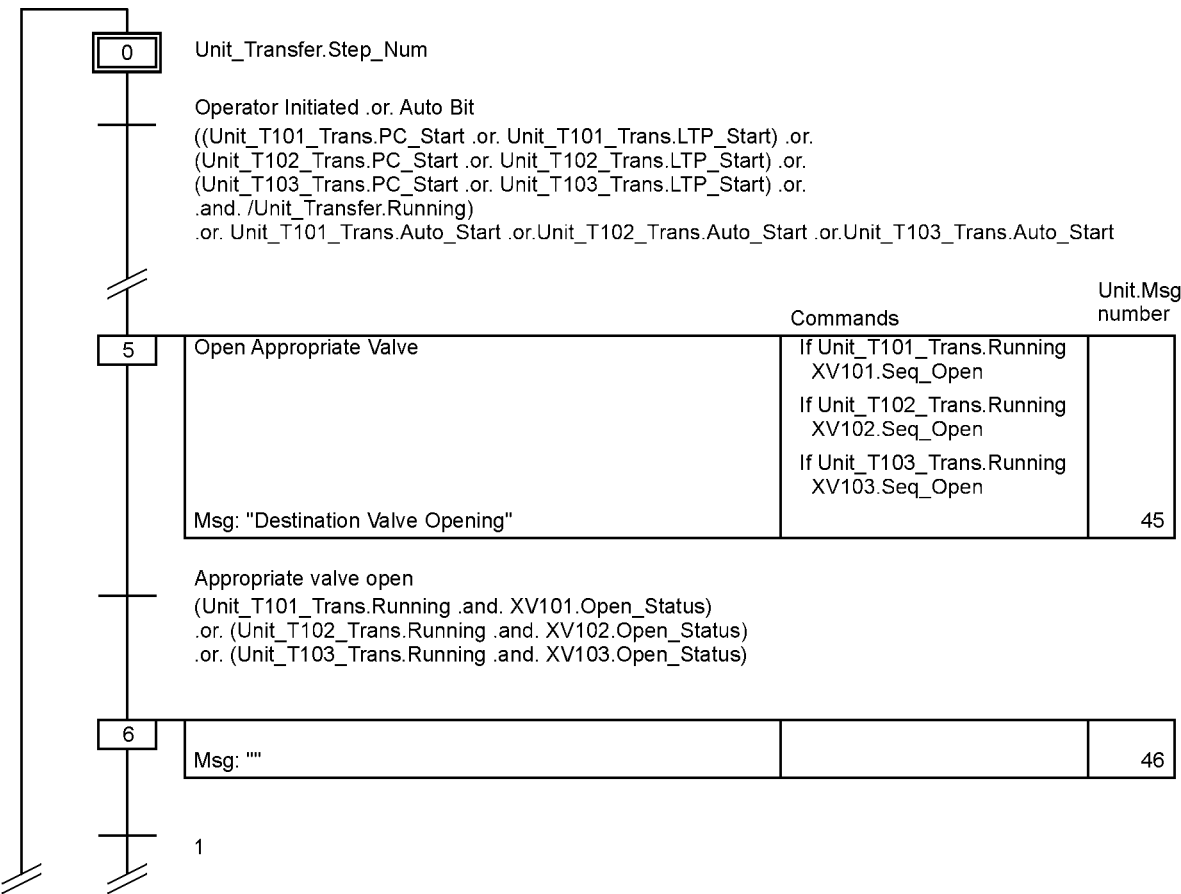 0
Unit_Transfer.Step_Num
Operator Initiated .or. Auto Bit
((Unit_T101_Trans.PC_Start .or. Unit_T101_Trans.LTP_Start) .or.
(Unit_T102_Trans.PC_Start .or. Unit_T102_Trans.LTP_Start) .or.
(Unit_T103_Trans.PC_Start .or. Unit_T103_Trans.LTP_Start) .or.
.and. /Unit_Transfer.Running)
.or. Unit_T101_Trans.Auto_Start .or.Unit_T102_Trans.Auto_Start .or.Unit_T103_Trans.Auto_Start
Commands
Unit.Msg
number
5
Open Appropriate Valve
If Unit_T101_Trans.Running
XV101.Seq_Open
If Unit_T102_Trans.Running
XV102.Seq_Open
If Unit_T103_Trans.Running
XV103.Seq_Open
Msg: "Destination Valve Opening"
45
Appropriate valve open
(Unit_T101_Trans.Running .and. XV101.Open_Status)
.or. (Unit_T102_Trans.Running .and. XV102.Open_Status)
.or. (Unit_T103_Trans.Running .and. XV103.Open_Status)
6
Msg: ""
46
1